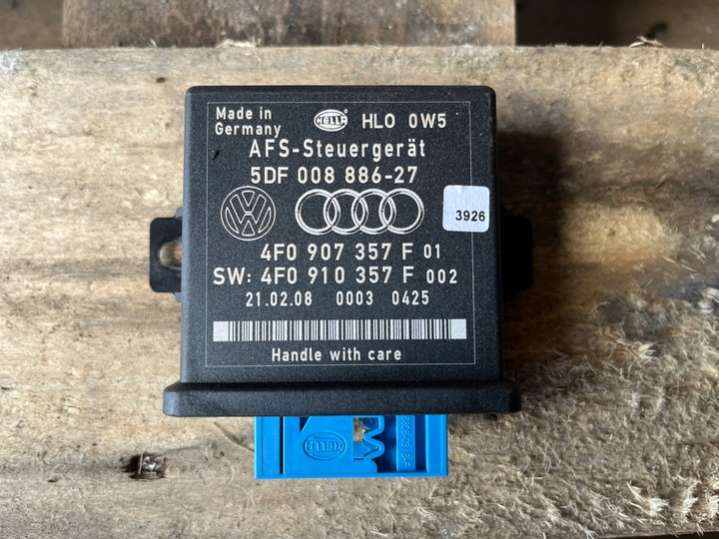 Made in
Germany
HELLA
HLO 0W5
AFS-Steuergerät
5DF 008 886-27
3926
4F0 907 357 F 01
SW: 4F0 910 357 F 002
21.02.08 0003 0425
Handle with care
HELLA